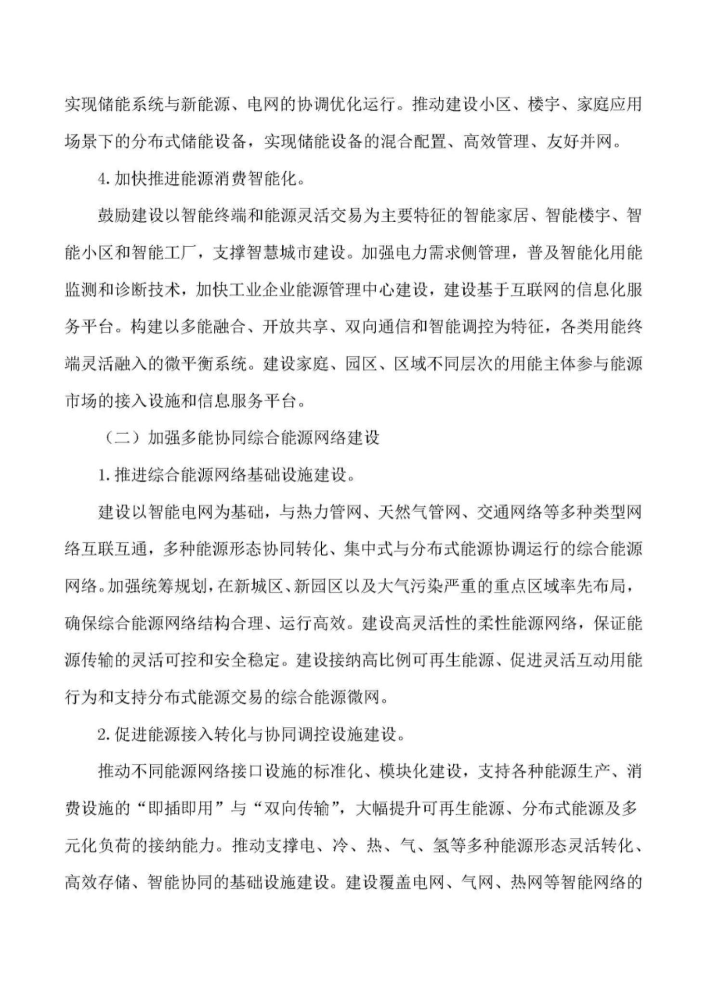 实现储能系统与新能源、电网的协调优化运行。推动建设小区、楼宇、家庭应用
场景下的分布式储能设备，实现储能设备的混合配置、高效管理、友好并网。
4.加快推进能源消费智能化。
鼓励建设以智能终端和能源灵活交易为主要特征的智能家居、智能楼宇、智
能小区和智能工厂，支撑智慧城市建设。加强电力需求侧管理，普及智能化用能
监测和诊断技术，加快工业企业能源管理中心建设，建设基于互联网的信息化服
务平台。构建以多能融合、开放共享、双向通信和智能调控为特征，各类用能终
端灵活融入的微平衡系统。建设家庭、园区、区域不同层次的用能主体参与能源
市场的接入设施和信息服务平台。
（二）加强多能协同综合能源网络建设
1.推进综合能源网络基础设施建设。
建设以智能电网为基础，与热力管网、天然气管网、交通网络等多种类型网
络互联互通，多种能源形态协同转化、集中式与分布式能源协调运行的综合能源
网络。加强统筹规划，在新城区、新园区以及大气污染严重的重点区域率先布局，
确保综合能源网络结构合理、运行高效。建设高灵活性的柔性能源网络，保证能
源传输的灵活可控和安全稳定。建设接纳高比例可再生能源、促进灵活互动用能
行为和支持分布式能源交易的综合能源微网。
2.促进能源接入转化与协同调控设施建设。
推动不同能源网络接口设施的标准化、模块化建设，支持各种能源生产、消
费设施的“即插即用”与“双向传输”，大幅提升可再生能源、分布式能源及多
元化负荷的接纳能力。推动支撑电、冷、热、气、氢等多种能源形态灵活转化、
高效存储、智能协同的基础设施建设。建设覆盖电网、气网、热网等智能网络的